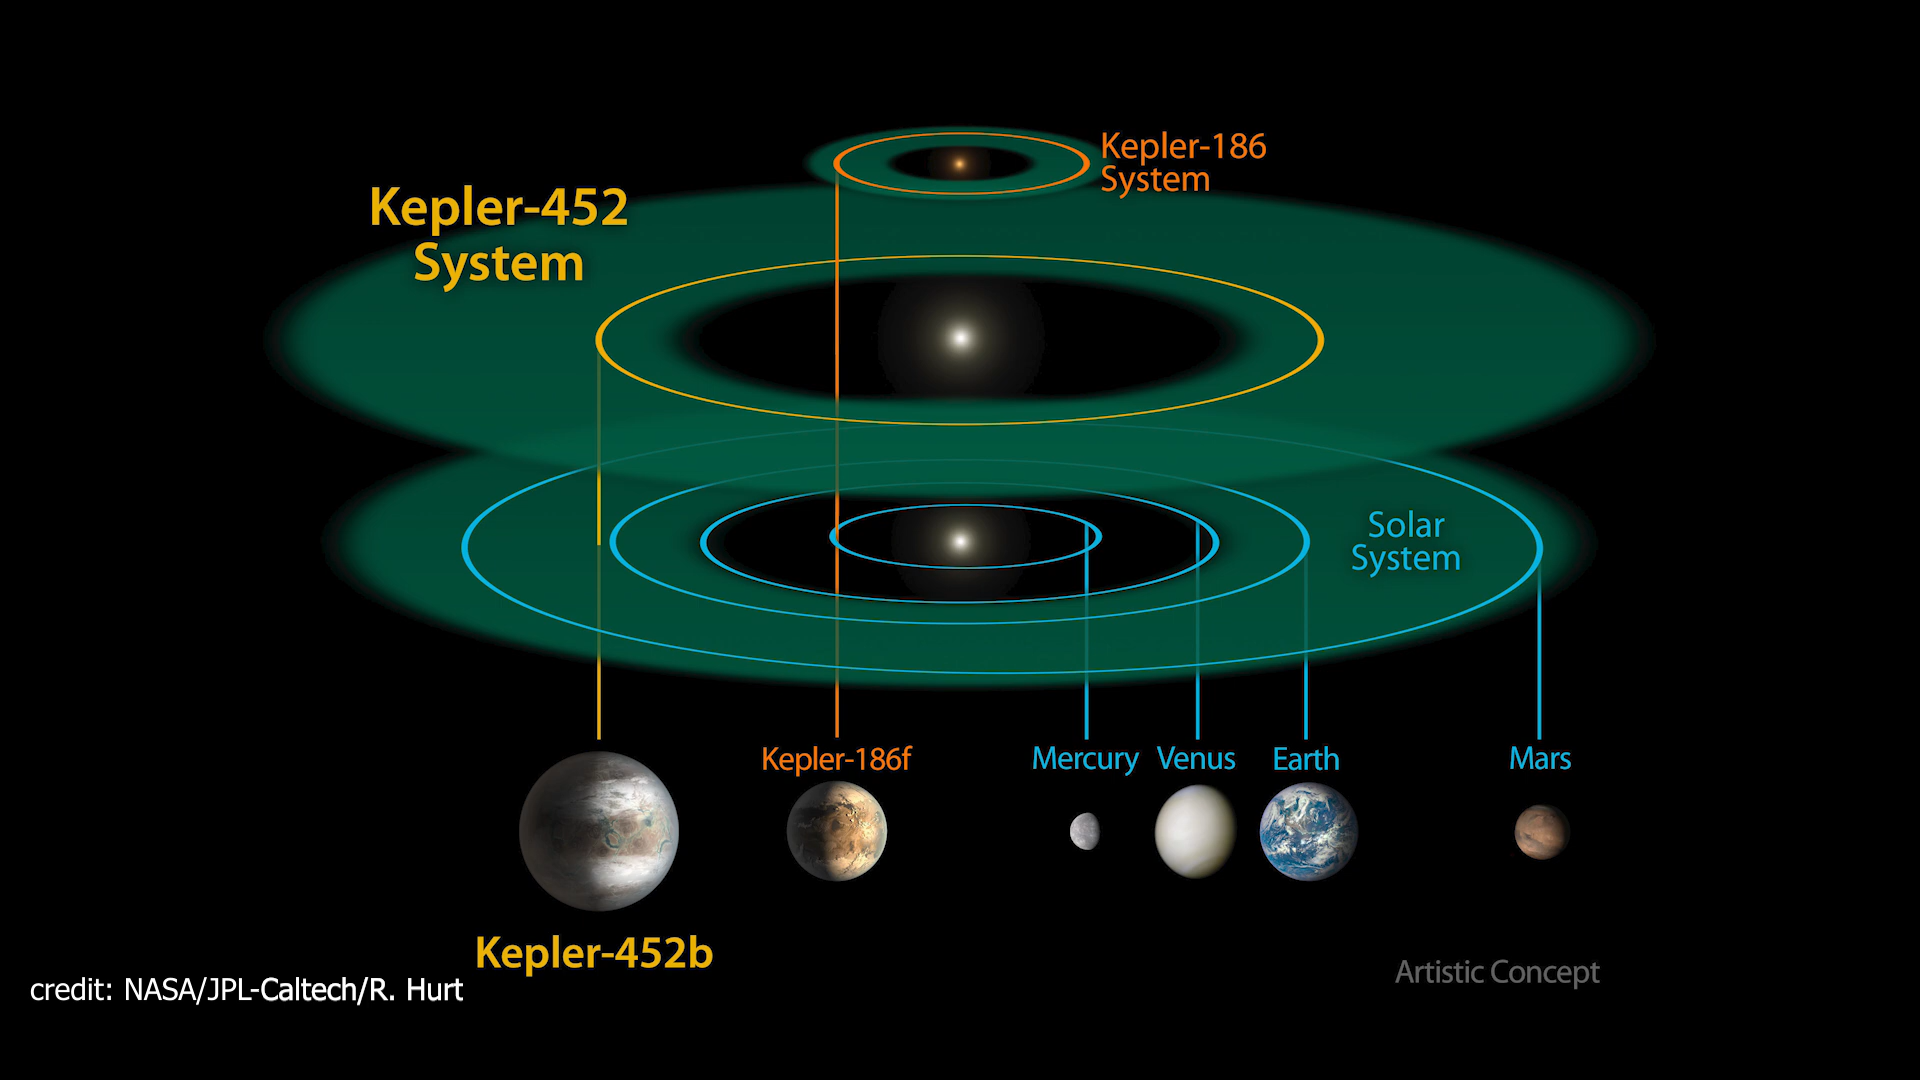 Kepler-186
System
Kepler-452
System
Solar
System
Kepler-186f
Mercury
Venus
Earth
Mars
Kepler-452b
Artistic Concept
credit: NASA/JPL-Caltech/R. Hurt